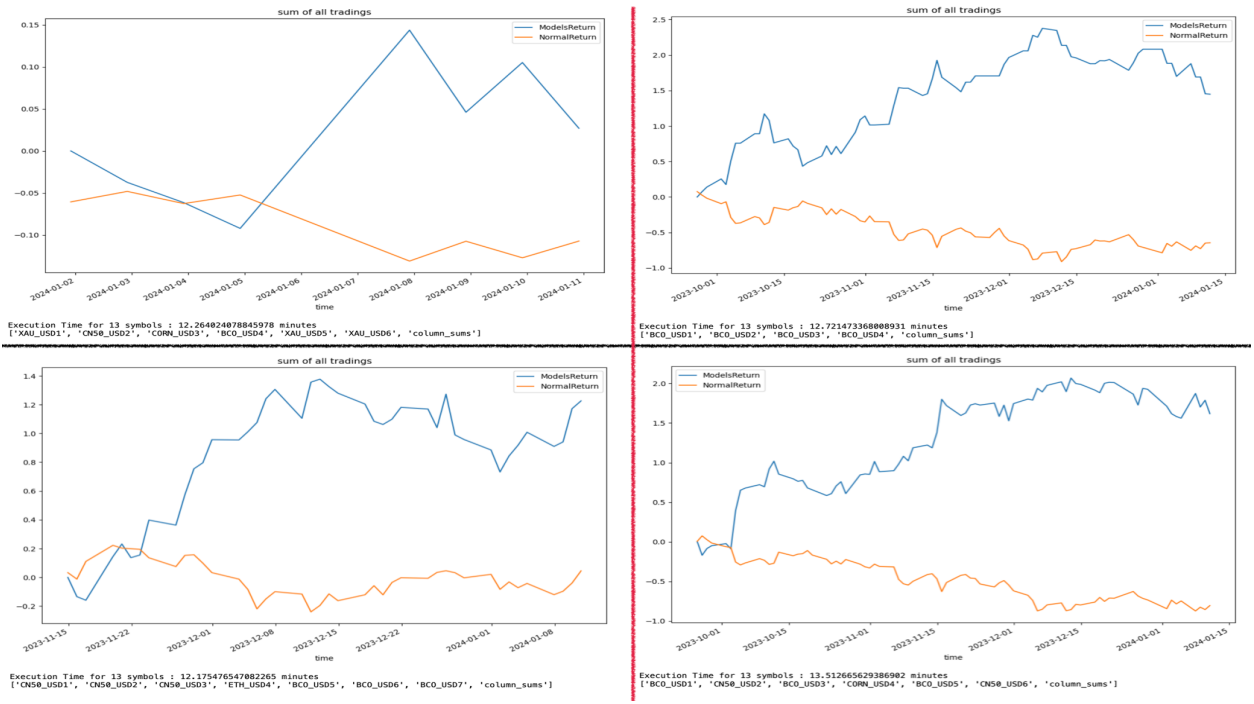 sum of all tradings
ModelsReturn
NormalReturn
0.15
0.10
0.05
0.00
−0.05
−0.10
2024-01-02
2024-01-03
2024-01-04
2024-01-05
2024-01-06
2024-01-07
2024-01-08
2024-01-09
2024-01-10
2024-01-11
time
Execution Time for 13 symbols : 12.264024078845978 minutes
['XAU_USD1', 'CN50_USD2', 'CORN_USD3', 'BCO_USD4', 'XAU_USD5', 'XAU_USD6', 'column_sums']
sum of all tradings
ModelsReturn
NormalReturn
2.5
2.0
1.5
1.0
0.5
0.0
−0.5
−1.0
2023-10-01
2023-10-15
2023-11-01
2023-11-15
2023-12-01
2023-12-15
2024-01-01
2024-01-15
time
Execution Time for 13 symbols : 12.721473368008931 minutes
['BCO_USD1', 'BCO_USD2', 'BCO_USD3', 'BCO_USD4', 'column_sums']
sum of all tradings
ModelsReturn
NormalReturn
1.4
1.2
1.0
0.8
0.6
0.4
0.2
0.0
−0.2
2023-11-15
2023-11-22
2023-12-01
2023-12-08
2023-12-15
2023-12-22
2024-01-01
2024-01-08
time
Execution Time for 13 symbols : 12.175476547082265 minutes
['CN50_USD1', 'CN50_USD2', 'CN50_USD3', 'ETH_USD4', 'BCO_USD5', 'BCO_USD6', 'BCO_USD7', 'column_sums']
sum of all tradings
ModelsReturn
NormalReturn
2.0
1.5
1.0
0.5
0.0
−0.5
−1.0
2023-10-01
2023-10-15
2023-11-01
2023-11-15
2023-12-01
2023-12-15
2024-01-01
2024-01-15
time
Execution Time for 13 symbols : 13.512665629386902 minutes
['BCO_USD1', 'CN50_USD2', 'BCO_USD3', 'CORN_USD4', 'BCO_USD5', 'CN50_USD6', 'column_sums']